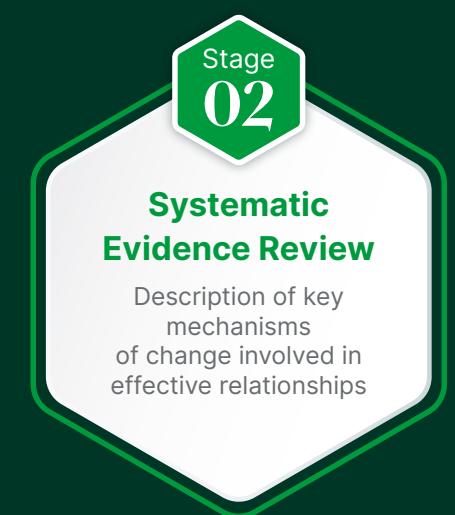 Stage
02
Systematic
Evidence Review
Description of key
mechanisms
of change involved in
effective relationships